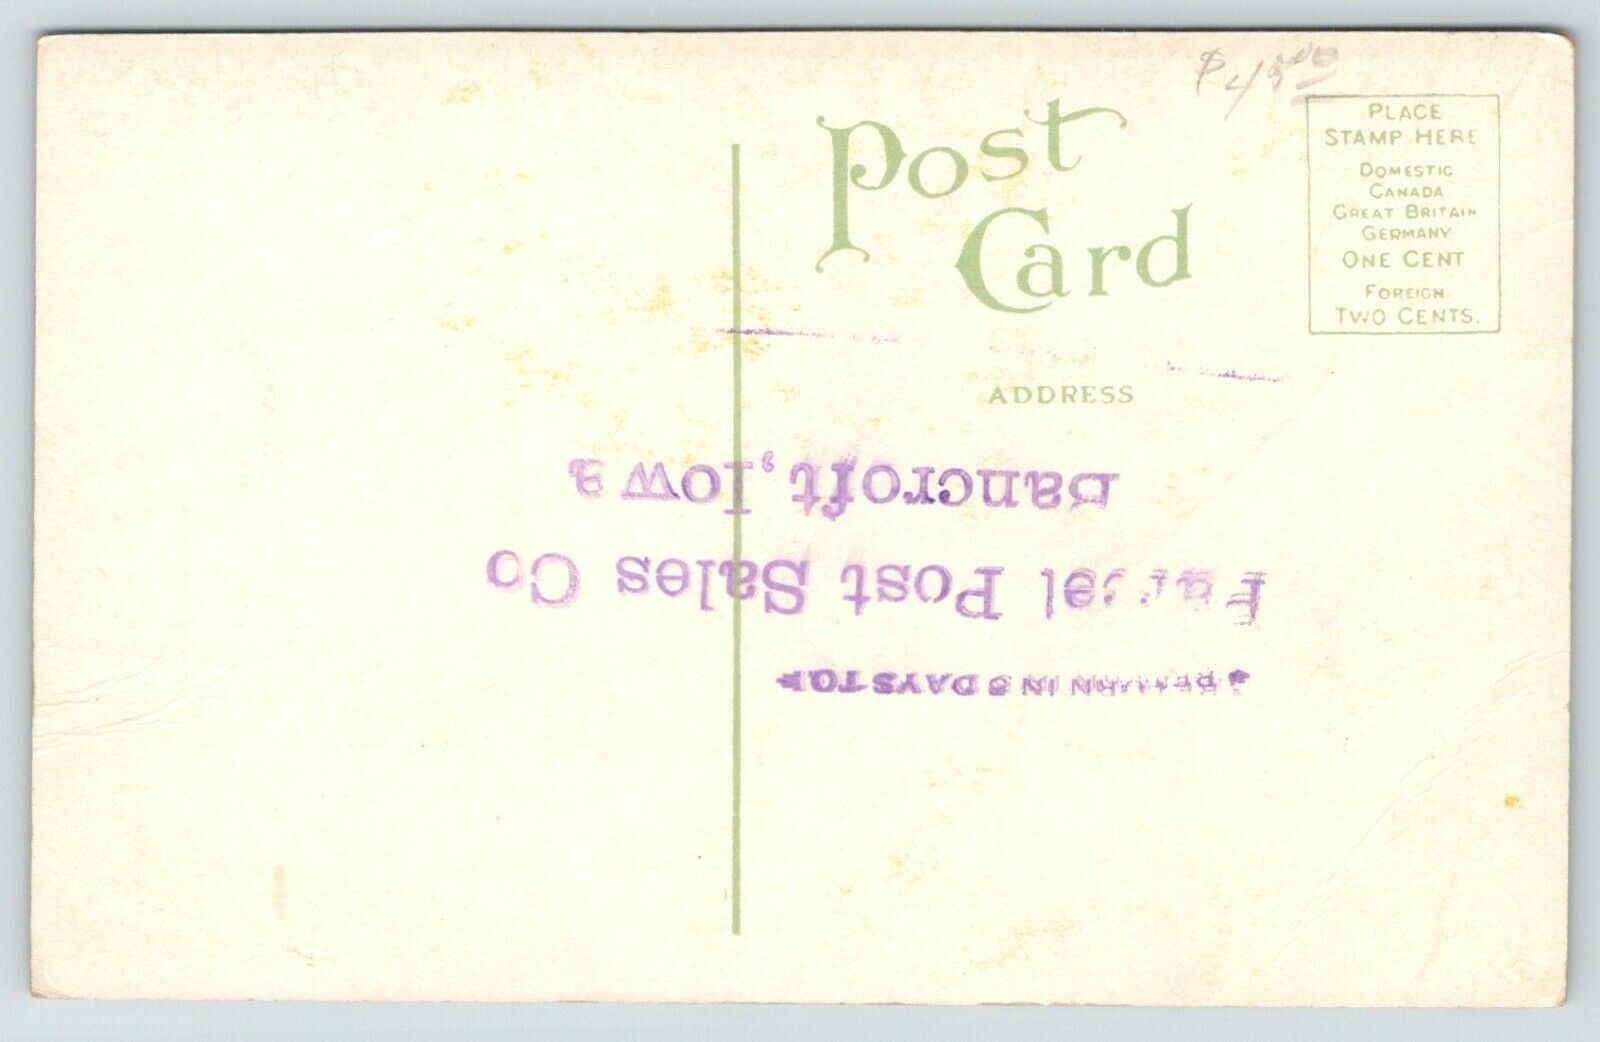 $45.00
Post
Card
PLACE
STAMP HERE
DOMESTIC
CANADA
GREAT BRITAIN
GERMANY
ONE CENT
FOREIGN
TWO CENTS.
ADDRESS
RETURN IN 5 DAYS TO
Parcel Post Sales Co
Bancroft, Iowa